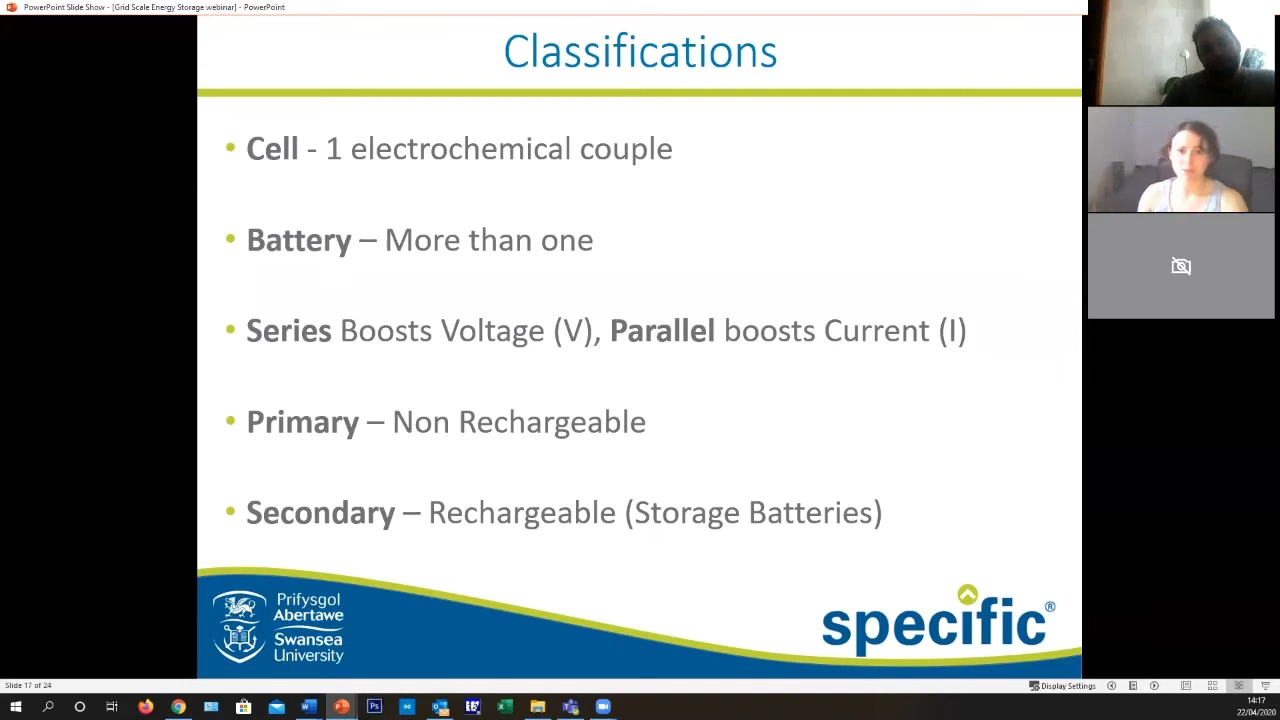 PowerPoint Slide Show - [Grid Scale Energy Storage webinar] - PowerPoint
Classifications
• Cell - 1 electrochemical couple
• Battery – More than one
• Series Boosts Voltage (V), Parallel boosts Current (I)
• Primary – Non Rechargeable
• Secondary – Rechargeable (Storage Batteries)
Prifysgol
Abertawe
Swansea
University
specific®
Slide 17 of 24
Display Settings
14:17
22/04/2020